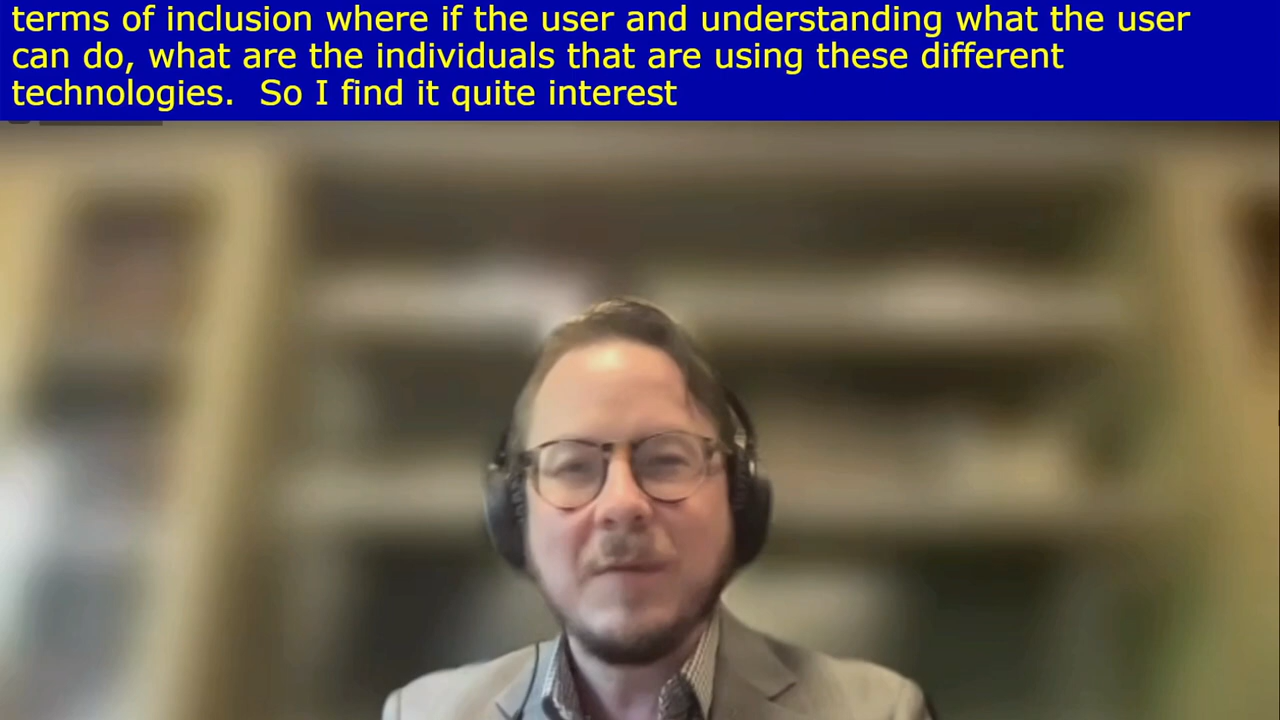 terms of inclusion where if the user and understanding what the user
can do, what are the individuals that are using these different
technologies.  So I find it quite interest